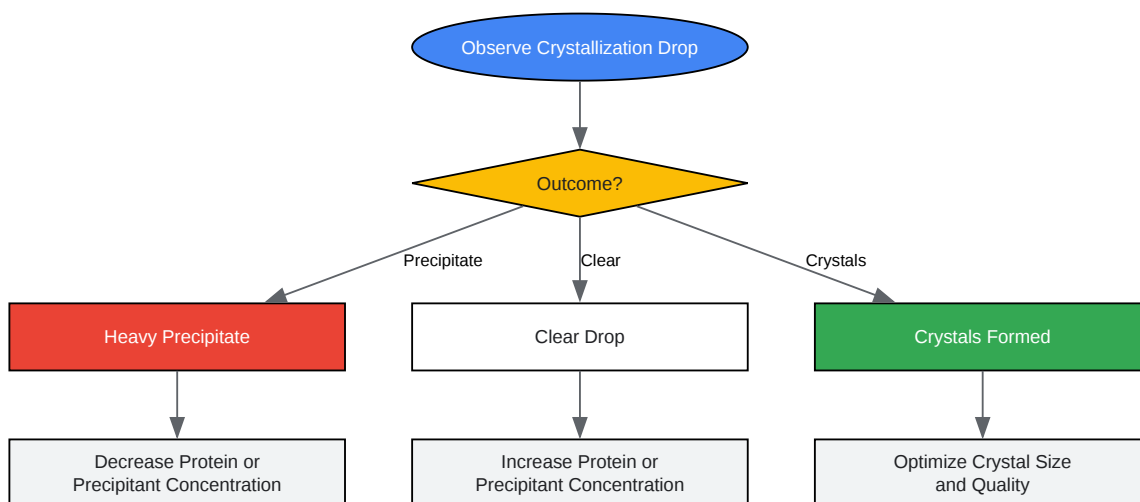 Observe Crystallization Drop
Outcome?
Precipitate
Clear
Crystals
Heavy Precipitate
Clear Drop
Crystals Formed
Decrease Protein or
Precipitant Concentration
Increase Protein or
Precipitant Concentration
Optimize Crystal Size
and Quality